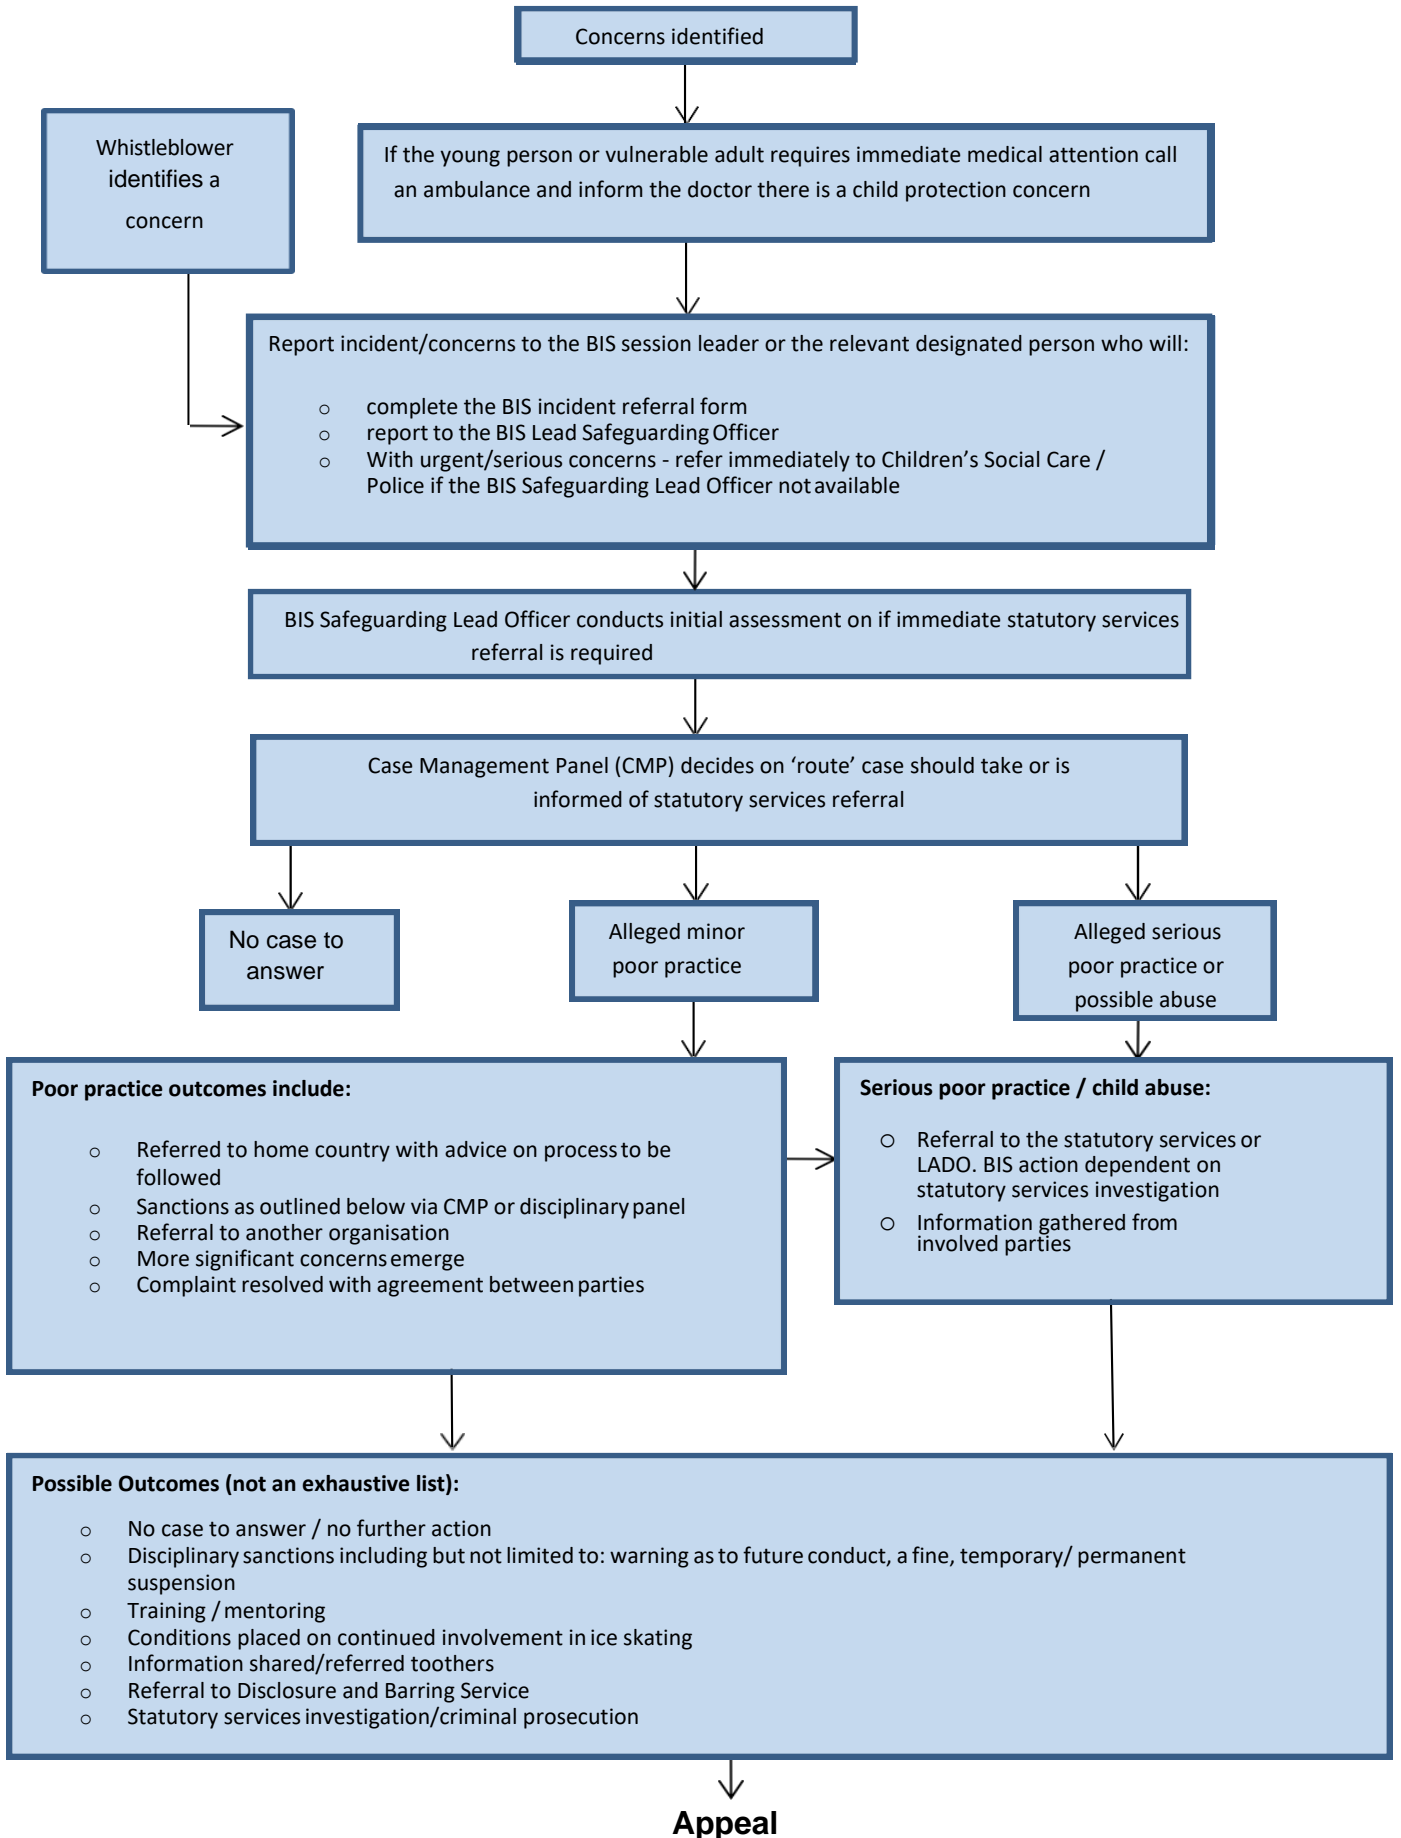 Concerns identified
Whistleblower
identifies a
concern
If the young person or vulnerable adult requires immediate medical attention call
an ambulance and inform the doctor there is a child protection concern
Report incident/concerns to the BIS session leader or the relevant designated person who will:
o complete the BIS incident referral form
o report to the BIS Lead Safeguarding Officer
o With urgent/serious concerns - refer immediately to Children’s Social Care /
Police if the BIS Safeguarding Lead Officer not available
BIS Safeguarding Lead Officer conducts initial assessment on if immediate statutory services
referral is required
Case Management Panel (CMP) decides on ‘route’ case should take or is
informed of statutory services referral
No case to
answer
Alleged minor
poor practice
Alleged serious
poor practice or
possible abuse
Poor practice outcomes include:
o Referred to home country with advice on process to be
followed
o Sanctions as outlined below via CMP or disciplinary panel
o Referral to another organisation
o More significant concerns emerge
o Complaint resolved with agreement between parties
Serious poor practice / child abuse:
o Referral to the statutory services or
LADO. BIS action dependent on
statutory services investigation
o Information gathered from
involved parties
Possible Outcomes (not an exhaustive list):
o No case to answer / no further action
o Disciplinary sanctions including but not limited to: warning as to future conduct, a fine, temporary/ permanent
suspension
o Training / mentoring
o Conditions placed on continued involvement in ice skating
o Information shared/referred toothers
o Referral to Disclosure and Barring Service
o Statutory services investigation/criminal prosecution
Appeal